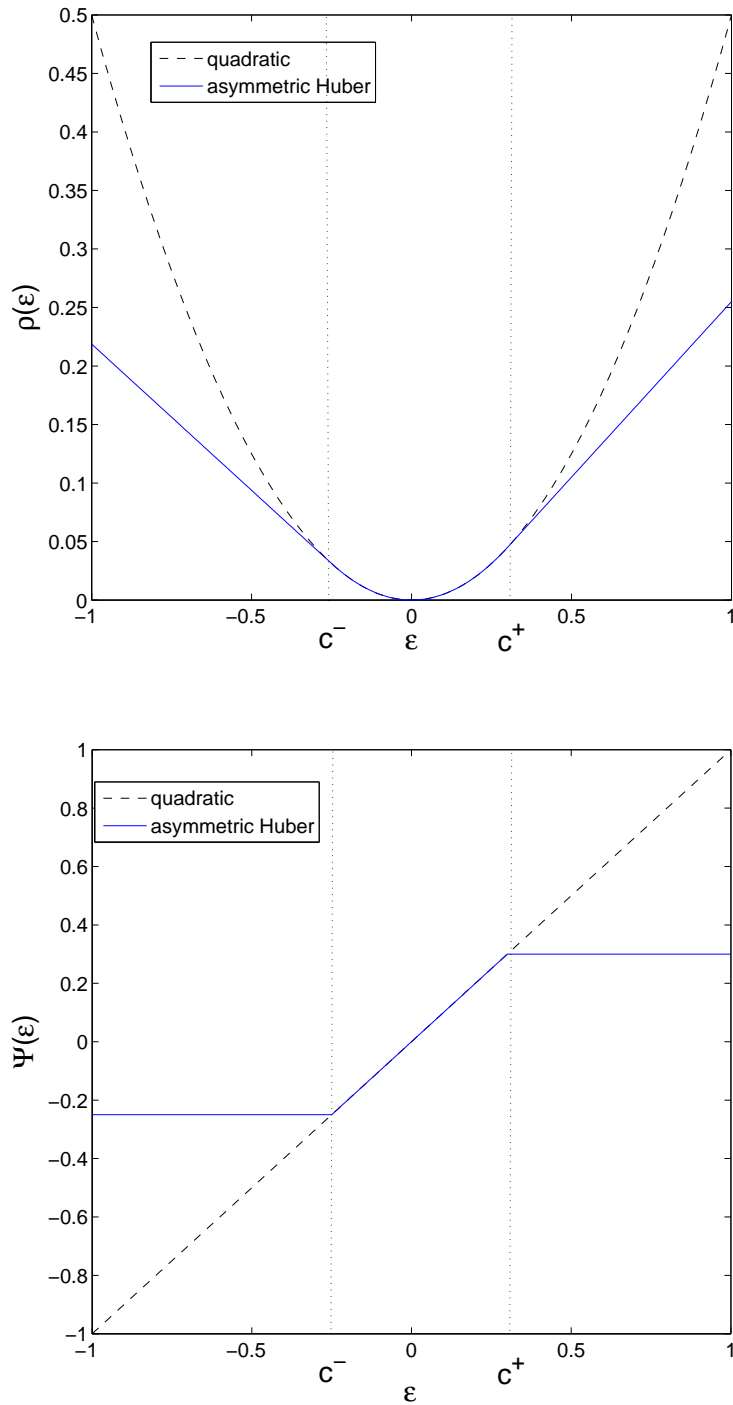 0.5
0.45
0.4
0.35
0.3
0.25
0.2
0.15
0.1
0.05
0
ρ(ε)
quadratic
asymmetric Huber
−1 −0.5 0 0.5 1
c⁻ ε c⁺
1
0.8
0.6
0.4
0.2
0
−0.2
−0.4
−0.6
−0.8
−1
Ψ(ε)
quadratic
asymmetric Huber
−1 −0.5 0 0.5 1
c⁻ c⁺
ε